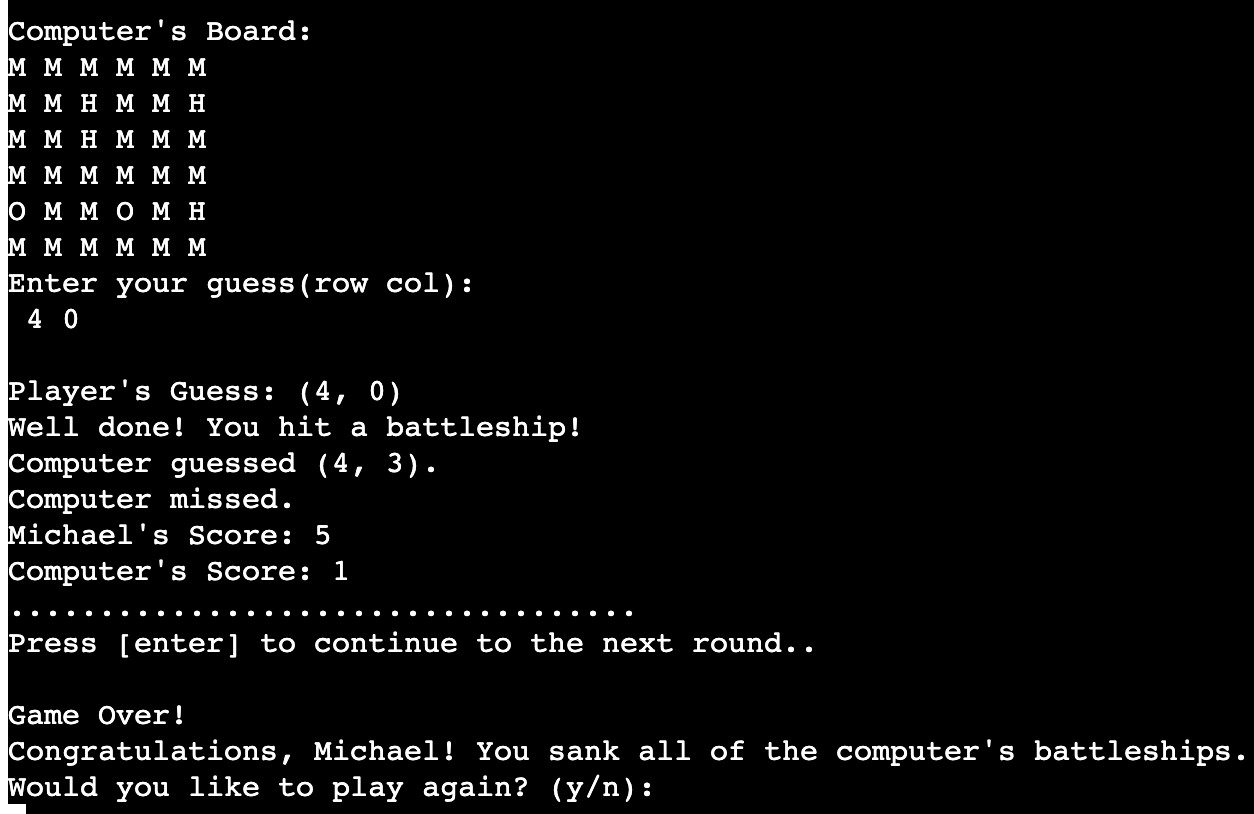 Computer's Board:
M M M M M M
M M H M M H
M M H M M M
M M M M M M
O M M O M H
M M M M M M
Enter your guess(row col):
4 0
Player's Guess: (4, 0)
Well done! You hit a battleship!
Computer guessed (4, 3).
Computer missed.
Michael's Score: 5
Computer's Score: 1
...................................
Press [enter] to continue to the next round..
Game Over!
Congratulations, Michael! You sank all of the computer's battleships.
Would you like to play again? (y/n):